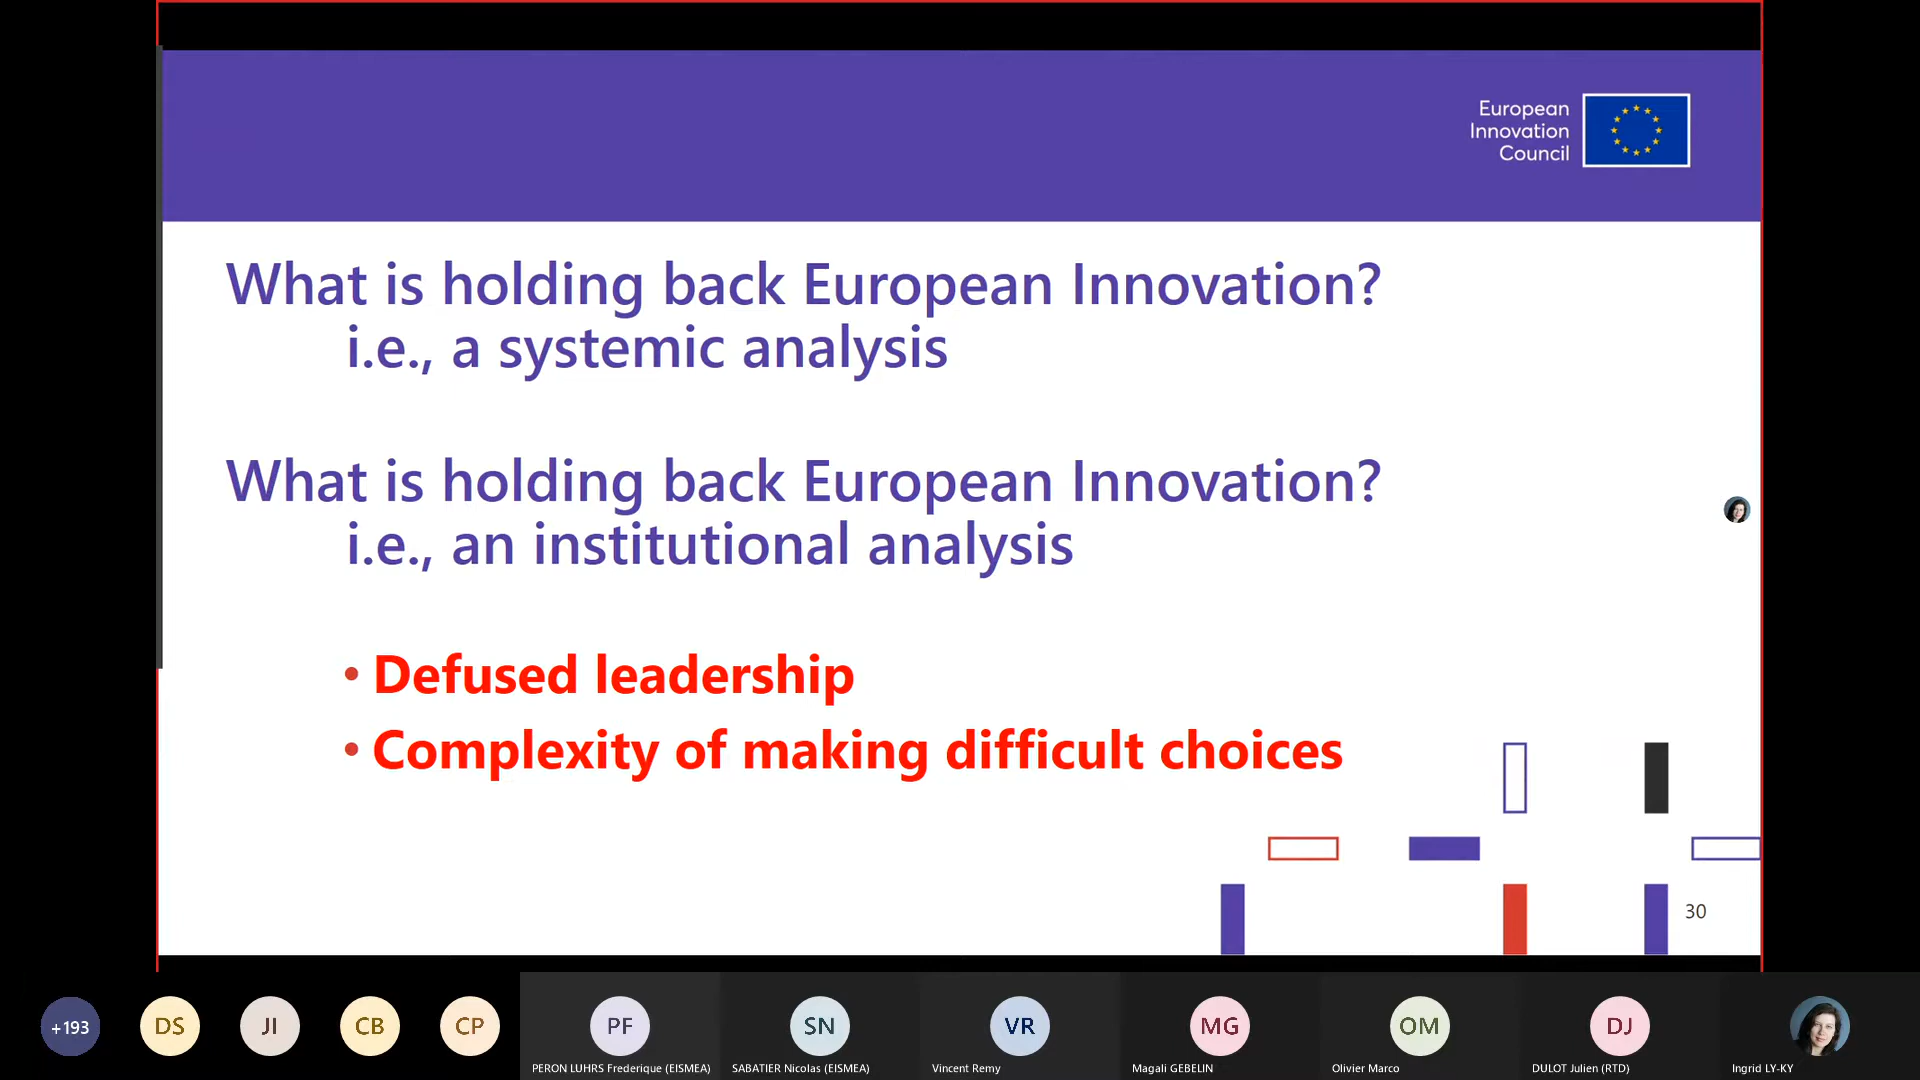 European
Innovation
Council
What is holding back European Innovation?
i.e., a systemic analysis
What is holding back European Innovation?
i.e., an institutional analysis
• Defused leadership
• Complexity of making difficult choices
30
+193
DS
JI
CB
CP
PF
SN
VR
MG
OM
DJ
PERON LUHRS Frederique (EISMEA)
SABATIER Nicolas (EISMEA)
Vincent Remy
Magali GEBELIN
Olivier Marco
DULOT Julien (RTD)
Ingrid LY-KY